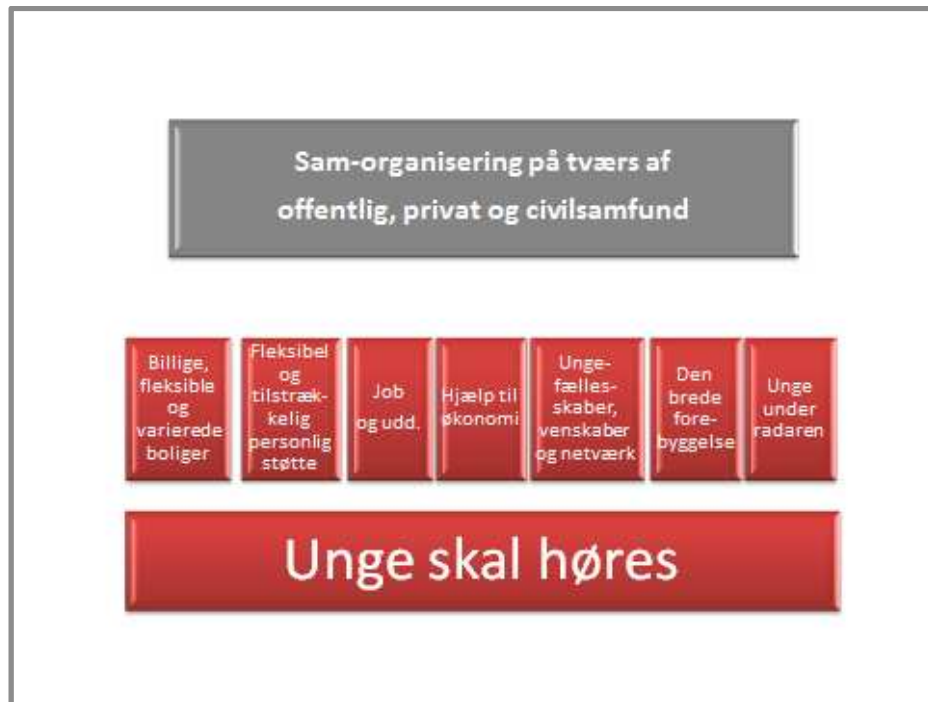 Sam-organisering på tværs af
offentlig, privat og civilsamfund
Billige,
fleksible
og
varierede
boliger
Fleksibel
og
tilstræk-
kelig
personlig
støtte
Job
og udd.
Hjælp til
økonomi
Unge-
fælles-
skaber,
venskaber
og netværk
Den
brede
fore-
byggelse
Unge
under
radaren
Unge skal høres